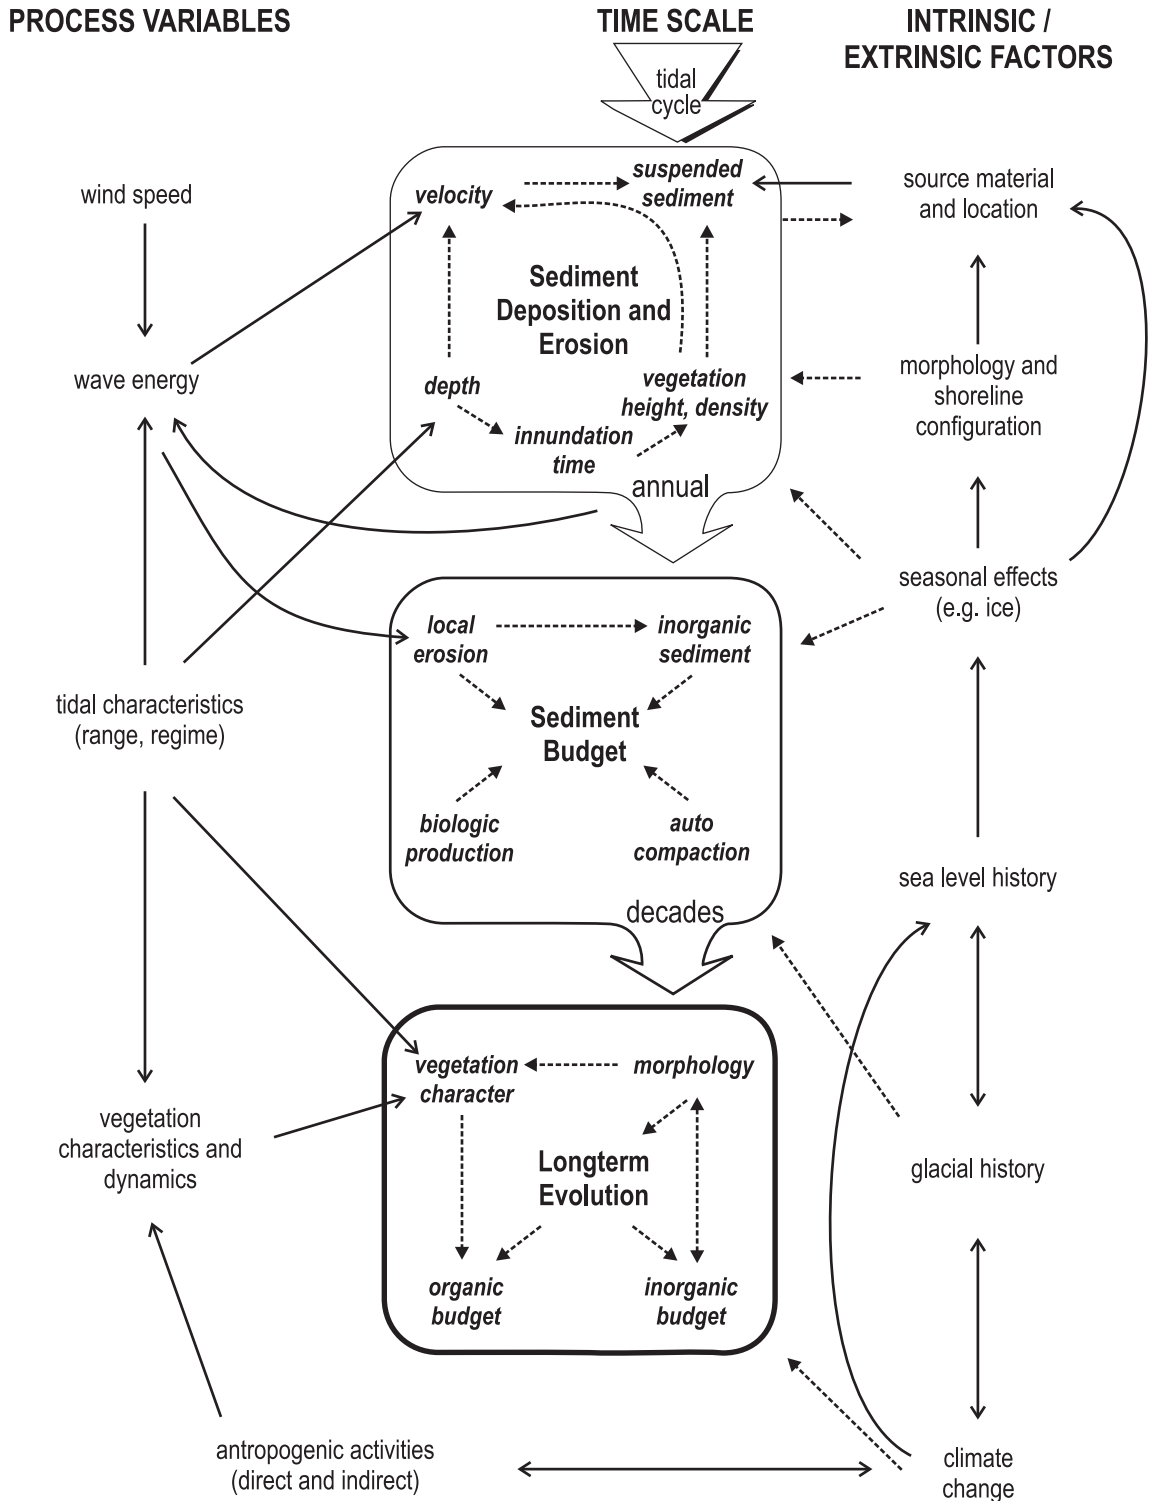 PROCESS VARIABLES
TIME SCALE
INTRINSIC /
EXTRINSIC FACTORS
tidal
cycle
wind speed
velocity
suspended
sediment
source material
and location
Sediment
Deposition and
Erosion
wave energy
depth
vegetation
height, density
innundation
time
morphology and
shoreline
configuration
annual
seasonal effects
(e.g. ice)
local
erosion
inorganic
sediment
tidal characteristics
(range, regime)
Sediment
Budget
biologic
production
auto
compaction
sea level history
decades
vegetation
character
morphology
vegetation
characteristics and
dynamics
Longterm
Evolution
glacial history
organic
budget
inorganic
budget
antropogenic activities
(direct and indirect)
climate
change